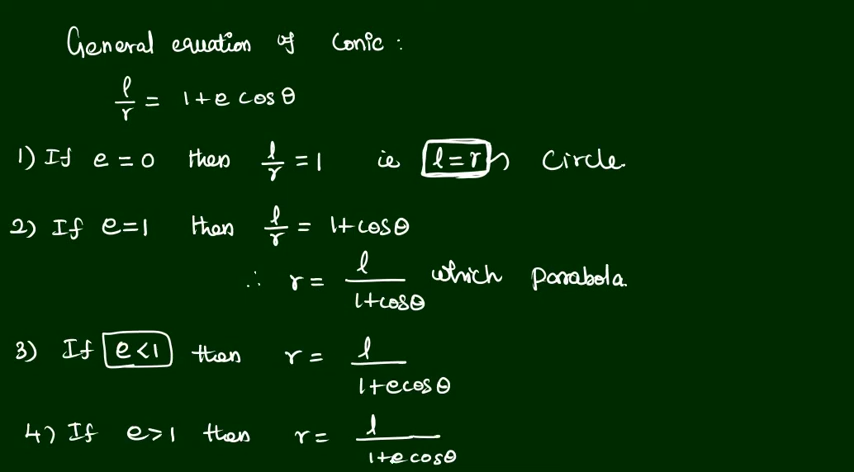 General equation of conic :
l/r = 1+e cosθ
1) If e = 0 then l/r = 1 ie l=r Circle.
2) If e=1 then l/r = 1+cosθ
∴ r = l/(1+cosθ) which parabola.
3) If e<1 then r = l/(1+ecosθ)
4) If e>1 then r = l/(1+e cosθ)